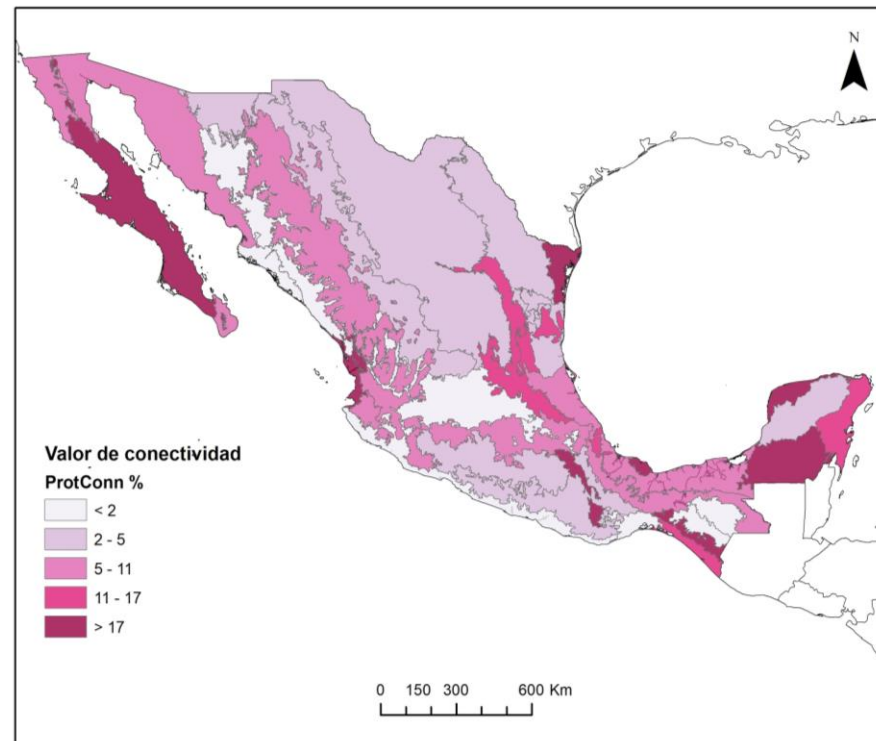 N
Valor de conectividad
ProtConn %
< 2
2 - 5
5 - 11
11 - 17
> 17
0 150 300 600 Km